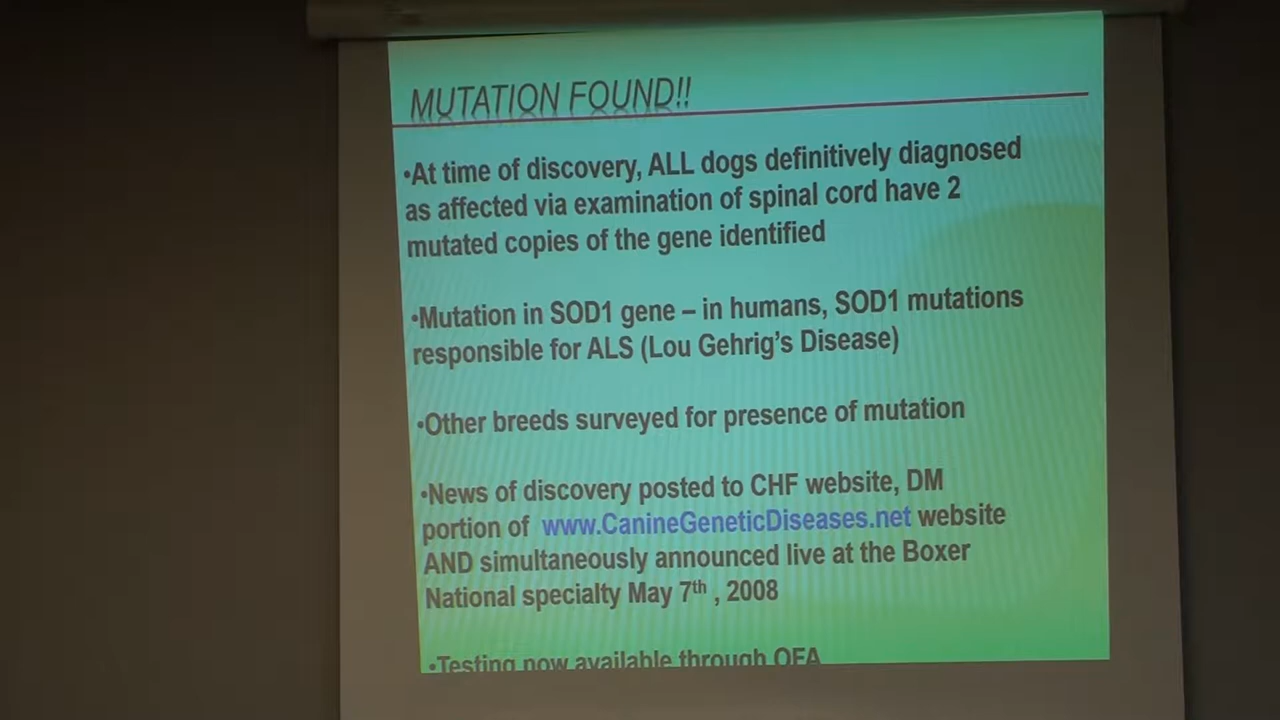 MUTATION FOUND!!
•At time of discovery, ALL dogs definitively diagnosed
as affected via examination of spinal cord have 2
mutated copies of the gene identified
•Mutation in SOD1 gene – in humans, SOD1 mutations
responsible for ALS (Lou Gehrig's Disease)
•Other breeds surveyed for presence of mutation
•News of discovery posted to CHF website, DM
portion of www.CanineGeneticDiseases.net website
AND simultaneously announced live at the Boxer
National specialty May 7th , 2008
•Testing now available through OFA